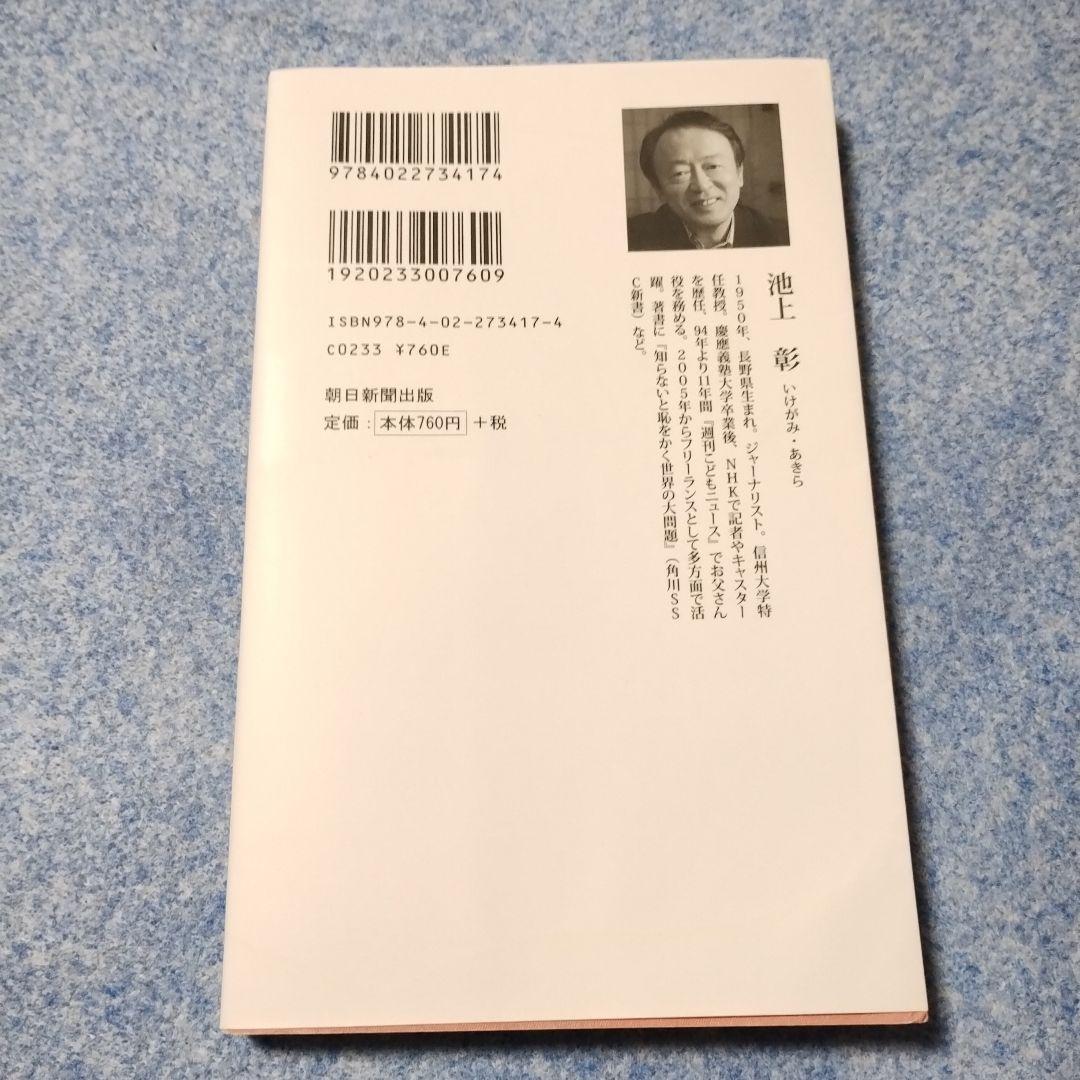 9784022734174
1920233007609
ISBN978-4-02-273417-4
C0233 ¥760E
朝日新聞出版
定価：本体760円＋税
池上 彰 いけがみ・あきら
1950年、長野県生まれ。ジャーナリスト。信州大学特
任教授。慶應義塾大学卒業後、NHKで記者やキャスター
を歴任、94年より11年間『週刊こどもニュース』でお父さん
役を務める。2005年からフリーランスとして多方面で活
躍。著書に『知らないと恥をかく世界の大問題』（角川SS
C新書）など。